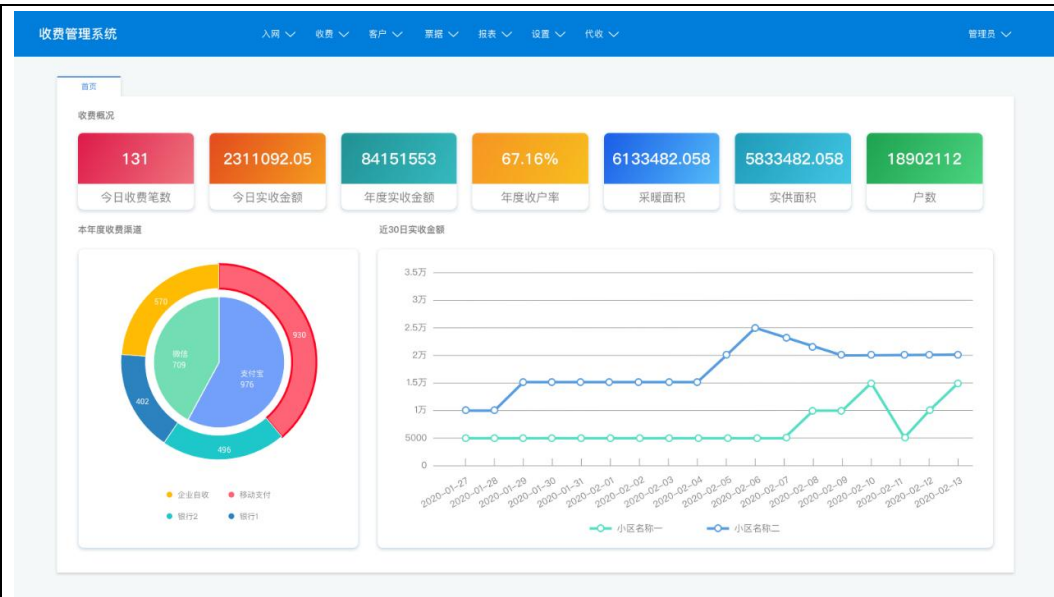 收费管理系统 入网 收费 客户 票据 报表 设置 代收 管理员
首页
收费概况
131 2311092.05 84151553 67.16% 6133482.058 5833482.058 18902112
今日收费笔数 今日实收金额 年度实收金额 年度收户率 采暖面积 实供面积 户数
本年度收费渠道 近30日实收金额
570
930
微信
709
支付宝
976
402
496
企业自收 移动支付
银行2 银行1
3.5万
3万
2.5万
2万
1.5万
1万
5000
0
2020-01-27 2020-01-28 2020-01-29 2020-01-30 2020-01-31 2020-02-01 2020-02-02 2020-02-03 2020-02-04 2020-02-05 2020-02-06 2020-02-07 2020-02-08 2020-02-09 2020-02-10 2020-02-11 2020-02-12 2020-02-13
小区名称一 小区名称二